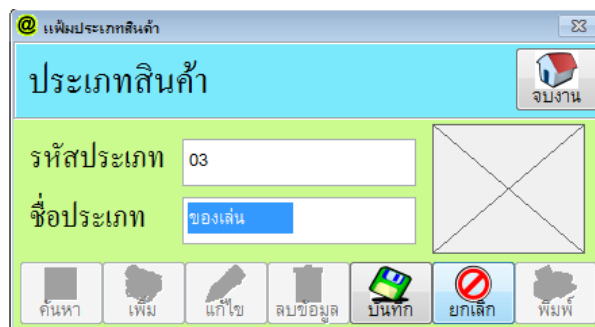 @ แฟ้มประเภทสินค้า
ประเภทสินค้า
จบงาน
รหัสประเภท 03
ชื่อประเภท ของเล่น
ค้นหา เพิ่ม แก้ไข ลบข้อมูล บันทึก ยกเลิก พิมพ์